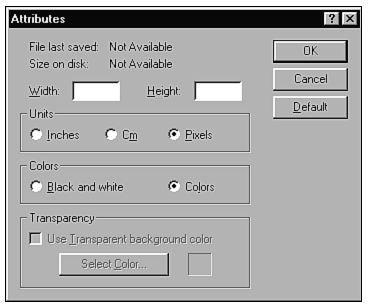 Attributes
File last saved: Not Available
Size on disk: Not Available
Width: Height:
Units
Inches Cm Pixels
Colors
Black and white Colors
Transparency
Use Transparent background color
Select Color...
OK
Cancel
Default